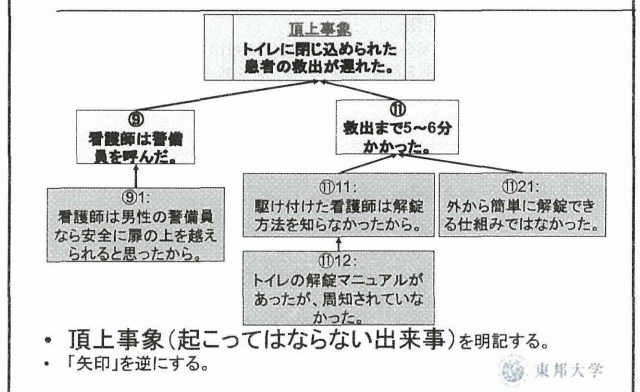 頂上事象
トイレに閉じ込められた
患者の救出が遅れた。
⑨
看護師は警備
員を呼んだ。
⑪
救出まで5～6分
かかった。
⑨1:
看護師は男性の警備員
なら安全に扉の上を越え
られると思ったから。
⑪11:
駆け付けた看護師は解錠
方法を知らなかったから。
⑪21:
外から簡単に解錠でき
る仕組みではなかった。
⑪12:
トイレの解錠マニュアルが
あったが、周知されていな
かった。
• 頂上事象（起こってはならない出来事）を明記する。
• 「矢印」を逆にする。
東邦大学